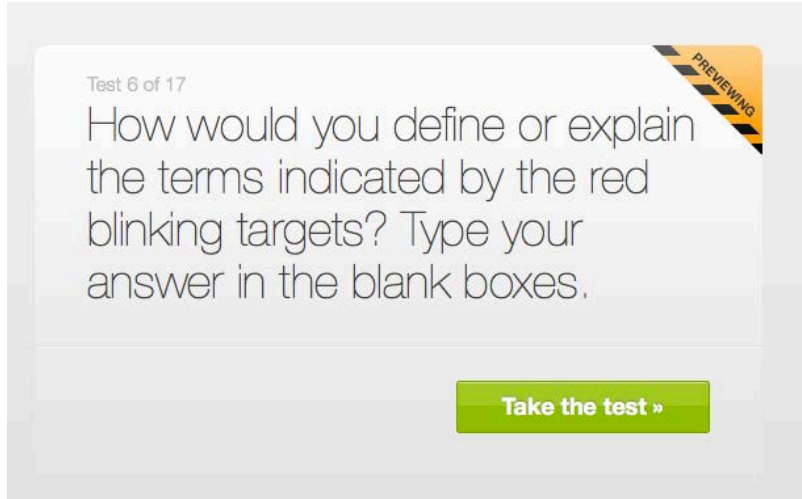 Test 6 of 17
PREVIEWING
How would you define or explain
the terms indicated by the red
blinking targets? Type your
answer in the blank boxes.
Take the test »